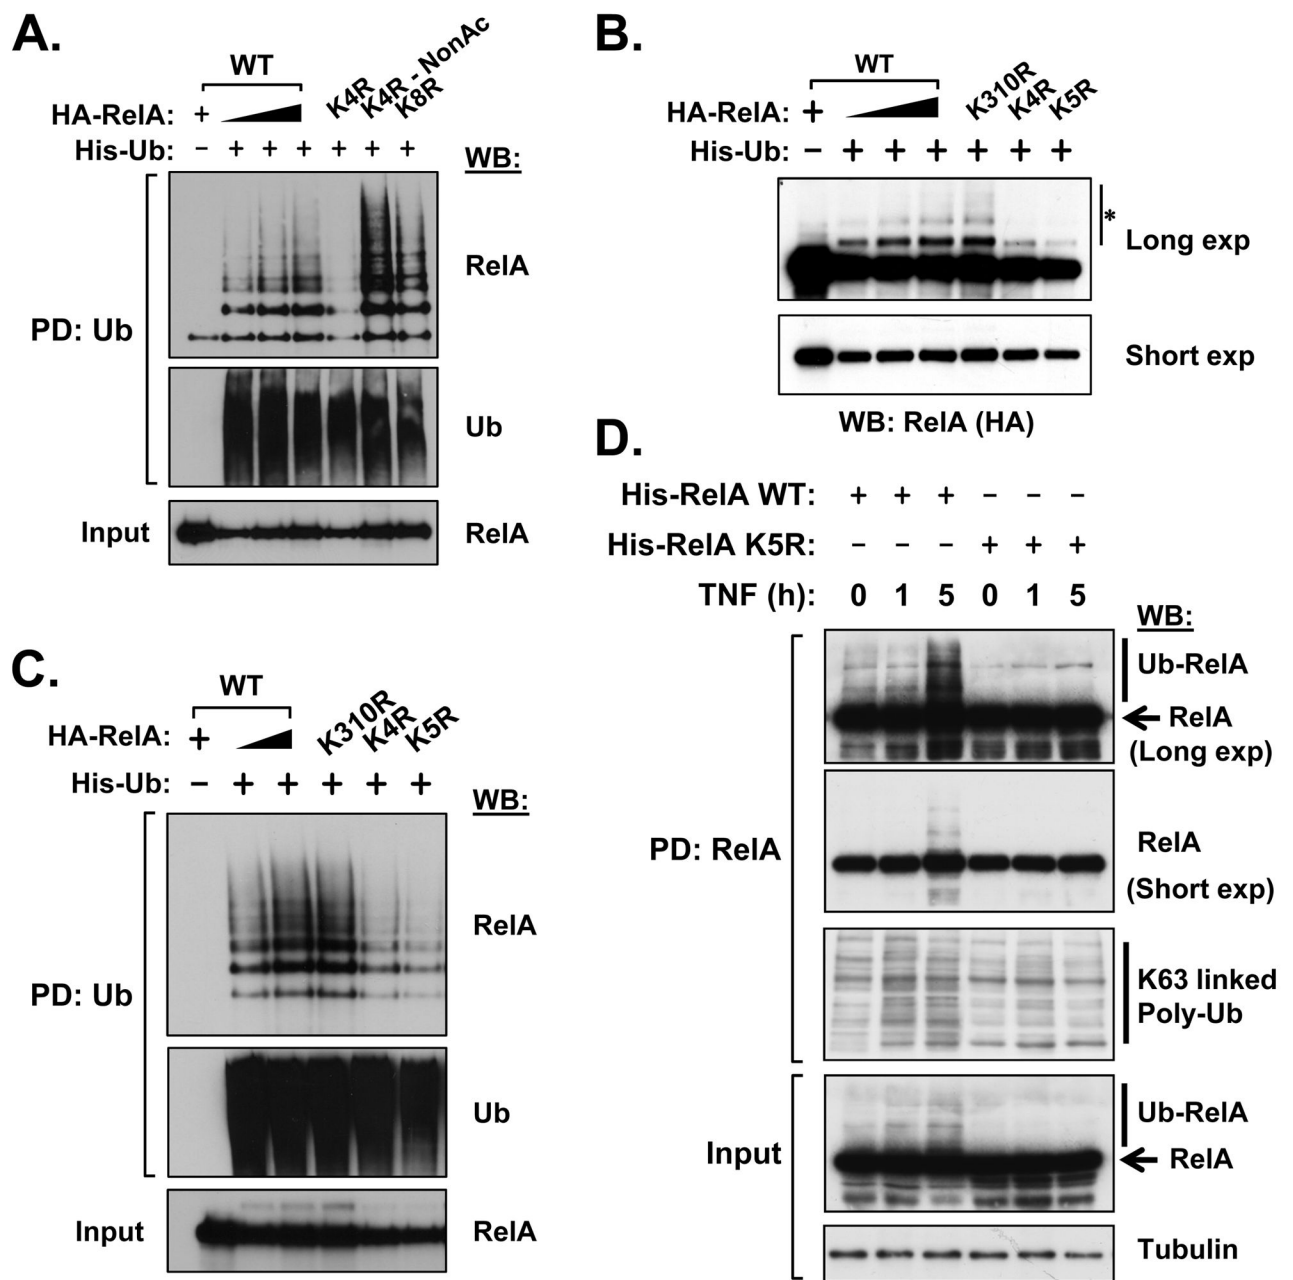 A.
WT
K4R
K4R - NonAc
K8R
HA-RelA: +
His-Ub: − + + + + + +
WB:
RelA
PD: Ub
Ub
Input
RelA
B.
WT
K310R
K4R
K5R
HA-RelA: +
His-Ub: − + + + + + +
*
Long exp
Short exp
WB: RelA (HA)
C.
WT
K310R
K4R
K5R
HA-RelA: +
His-Ub: − + + + + +
WB:
RelA
PD: Ub
Ub
Input
RelA
D.
His-RelA WT: + + + − − −
His-RelA K5R: − − − + + +
TNF (h): 0 1 5 0 1 5
WB:
Ub-RelA
RelA
(Long exp)
PD: RelA
RelA
(Short exp)
K63 linked
Poly-Ub
Ub-RelA
Input
RelA
Tubulin